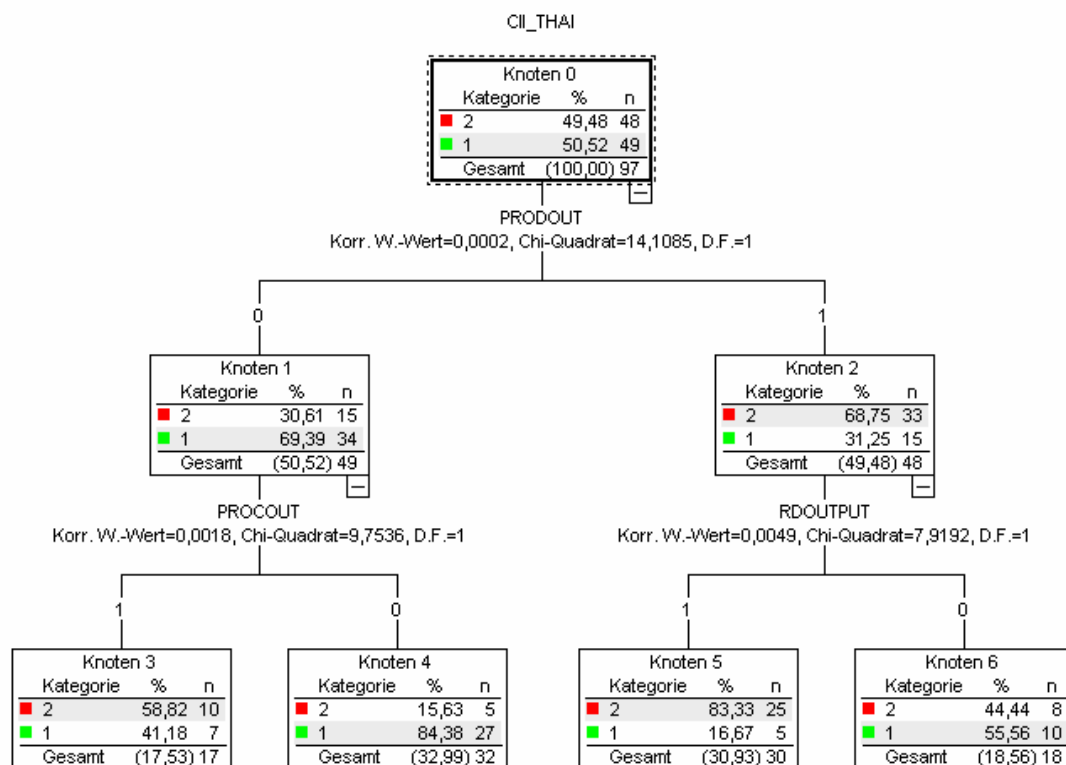 CII_THAI
Knoten 0
Kategorie % n
2 49,48 48
1 50,52 49
Gesamt (100,00) 97
PRODOUT
Korr. W.-Wert=0,0002, Chi-Quadrat=14,1085, D.F.=1
0 1
Knoten 1
Kategorie % n
2 30,61 15
1 69,39 34
Gesamt (50,52) 49
Knoten 2
Kategorie % n
2 68,75 33
1 31,25 15
Gesamt (49,48) 48
PROCOUT
Korr. W.-Wert=0,0018, Chi-Quadrat=9,7536, D.F.=1
RDOUTPUT
Korr. W.-Wert=0,0049, Chi-Quadrat=7,9192, D.F.=1
1 0 1 0
Knoten 3
Kategorie % n
2 58,82 10
1 41,18 7
Gesamt (17,53) 17
Knoten 4
Kategorie % n
2 15,63 5
1 84,38 27
Gesamt (32,99) 32
Knoten 5
Kategorie % n
2 83,33 25
1 16,67 5
Gesamt (30,93) 30
Knoten 6
Kategorie % n
2 44,44 8
1 55,56 10
Gesamt (18,56) 18